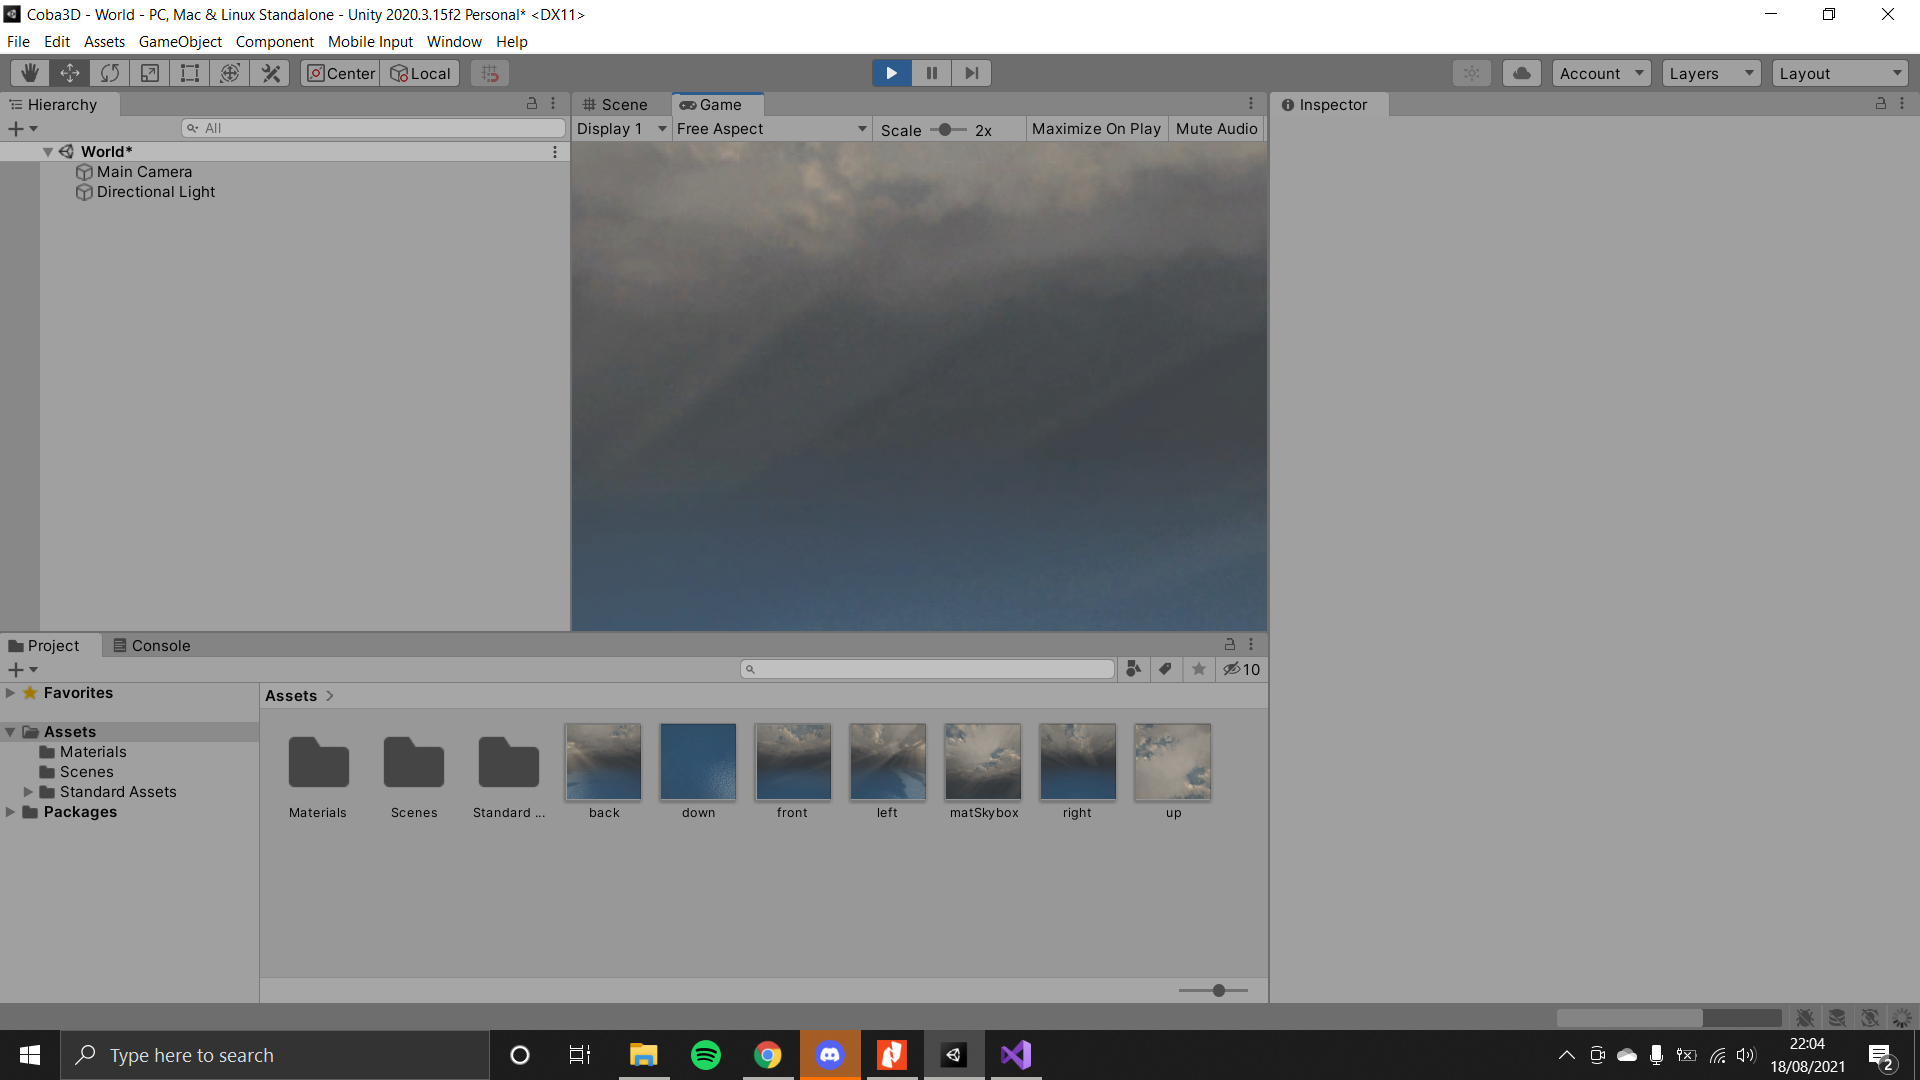 Coba3D - World - PC, Mac & Linux Standalone - Unity 2020.3.15f2 Personal* <DX11>
File Edit Assets GameObject Component Mobile Input Window Help
Center Local Account Layers Layout
Hierarchy
All
World*
Main Camera
Directional Light
Scene Game
Display 1 Free Aspect Scale 2x Maximize On Play Mute Audio
Inspector
Project Console
10
Favorites
Assets
Materials
Scenes
Standard Assets
Packages
Assets
Materials Scenes Standard ... back down front left matSkybox right up
Type here to search
22:04
18/08/2021
2